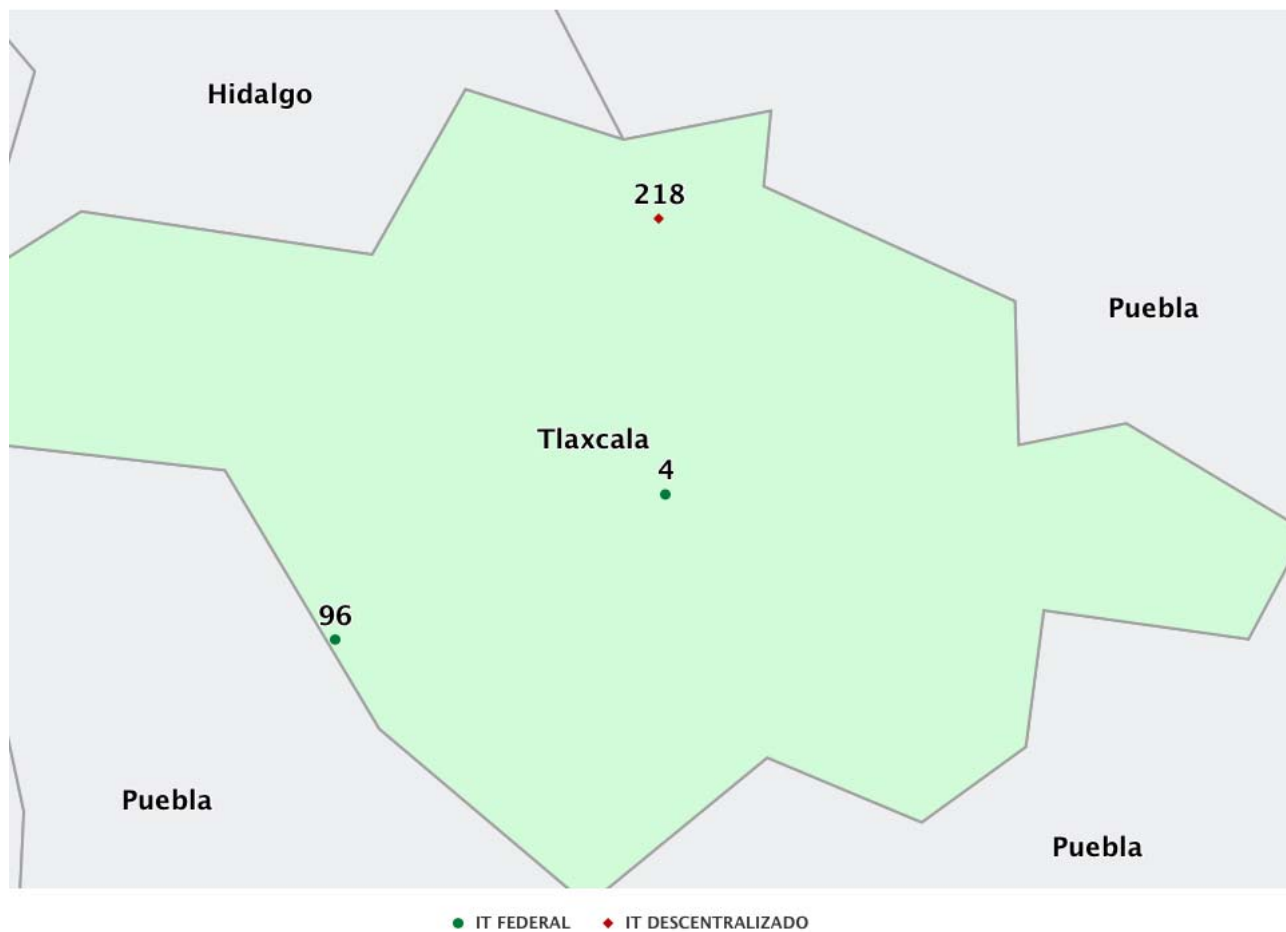 Hidalgo
218
Puebla
Tlaxcala
4
96
Puebla
Puebla
IT FEDERAL
IT DESCENTRALIZADO